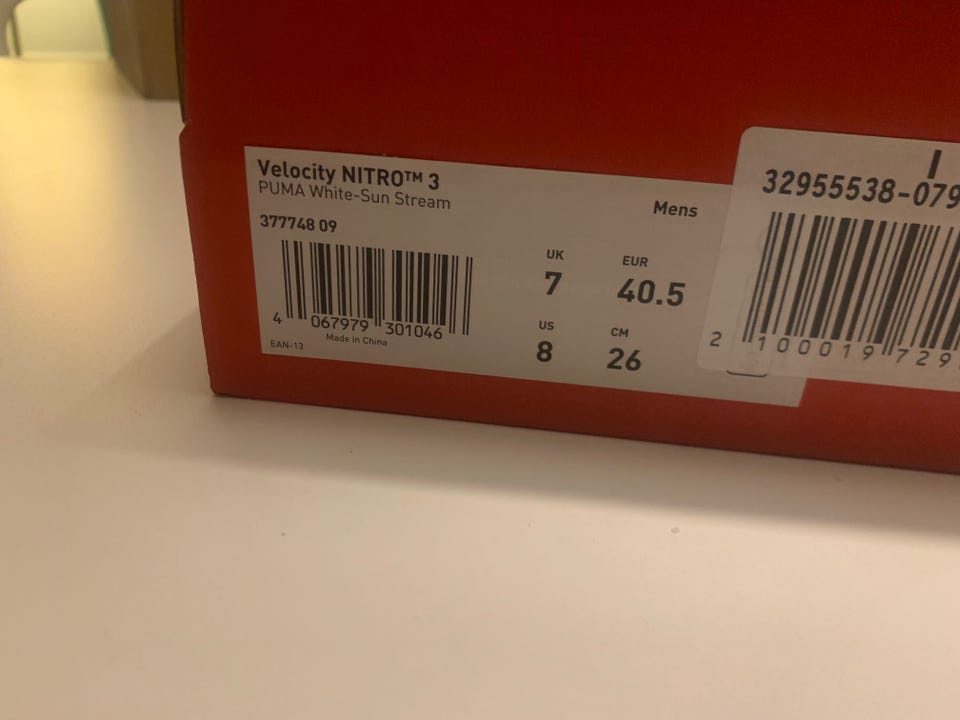 Velocity NITRO™ 3
PUMA White-Sun Stream
Mens
377748 09
UK
7
EUR
40.5
US
8
CM
26
4 067979 301046
Made in China
EAN-13
32955538-079
2 100019 729